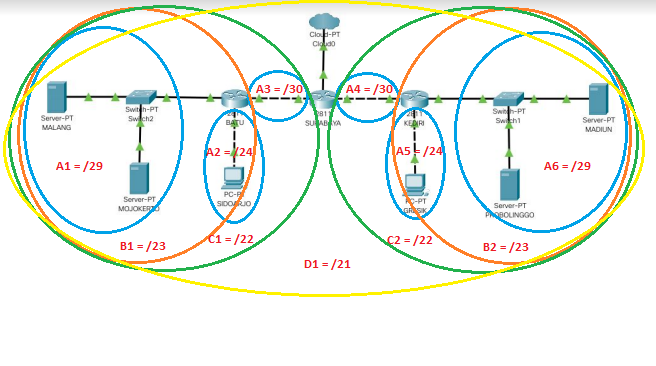 Cloud-PT
Cloud0
A3 = /30
A4 = /30
Server-PT
MALANG
Switch-PT
Switch2
BATU
2811
SURABAYA
2811
KEDIRI
Switch-PT
Switch1
Server-PT
MADIUN
A1 = /29
A2 = /24
A5 = /24
A6 = /29
Server-PT
MOJOKERTO
PC-PT
SIDOARJO
PC-PT
GRESIK
Server-PT
PROBOLINGGO
B1 = /23
C1 = /22
C2 = /22
B2 = /23
D1 = /21